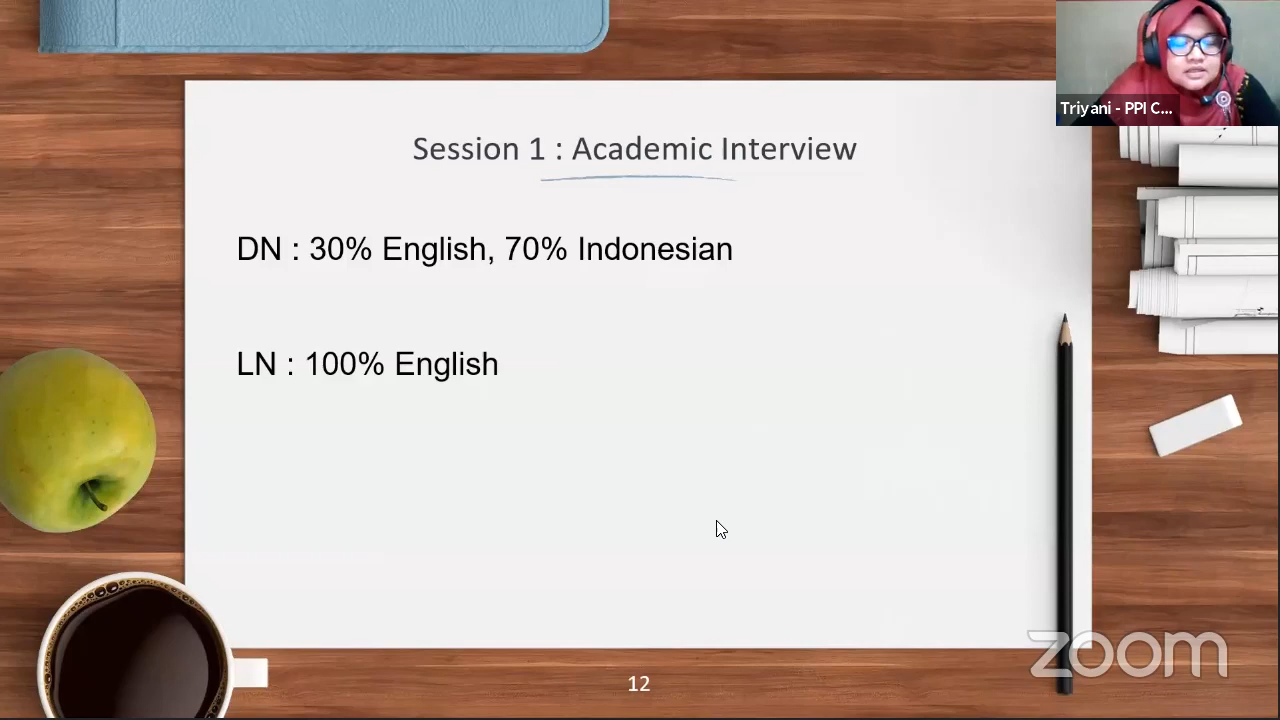 Triyani - PPI C...
Session 1 : Academic Interview
DN : 30% English, 70% Indonesian
LN : 100% English
zoom
12